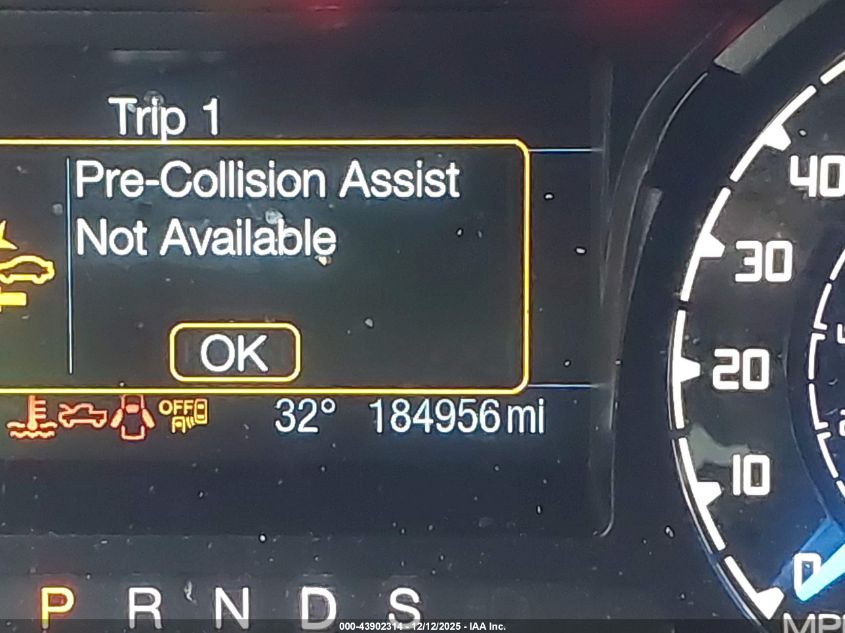 Trip 1
Pre-Collision Assist
Not Available
OK
OFF
32° 184956 mi
P R N D S
40
30
20
10
0
000-43902314 - 12/12/2025 - IAA Inc.